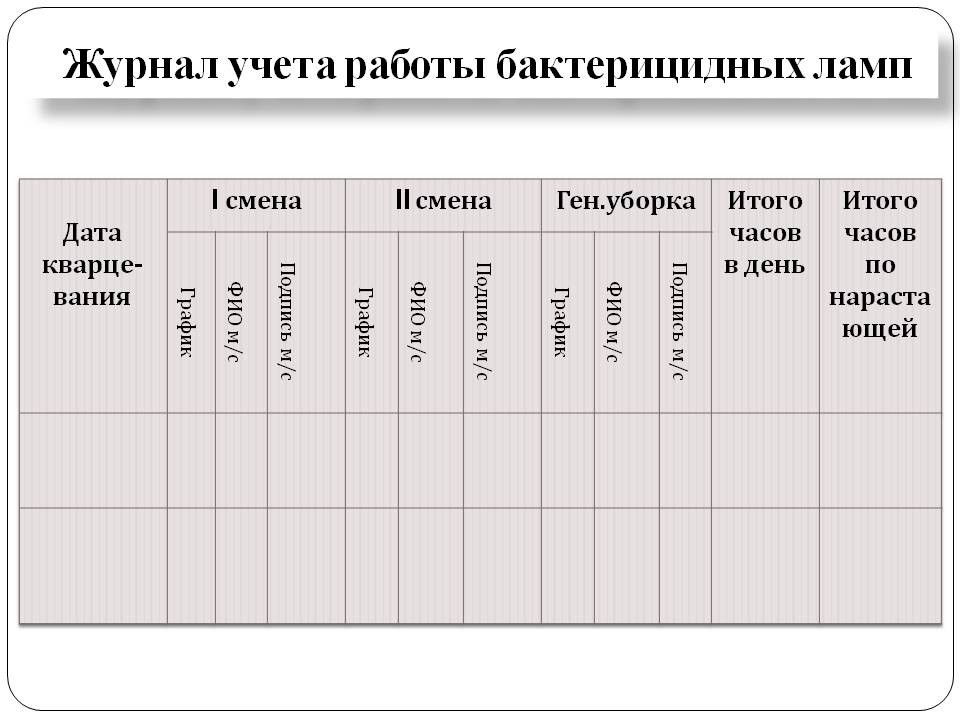 Журнал учета работы бактерицидных ламп
Дата
кварце-
вания
I смена
II смена
Ген.уборка
Итого
часов
в день
Итого
часов
по
нараста
ющей
График
ФИО м/с
Подпись м/с
График
ФИО м/с
Подпись м/с
График
ФИО м/с
Подпись м/с